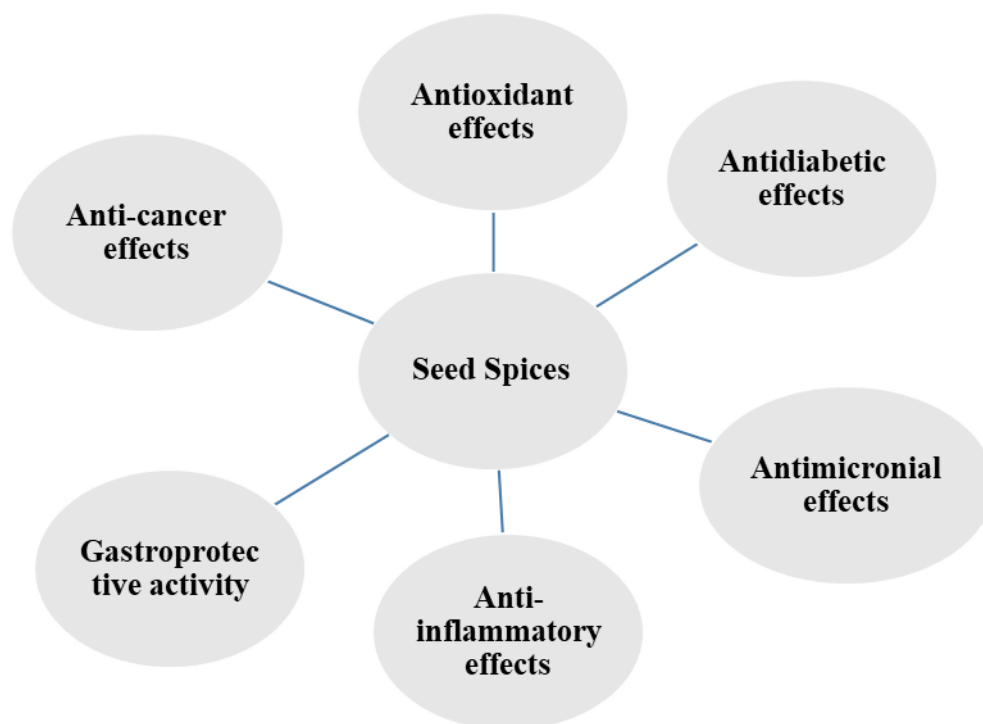 Antioxidant
effects
Antidiabetic
effects
Anti-cancer
effects
Seed Spices
Antimicronial
effects
Gastroprotec
tive activity
Anti-
inflammatory
effects